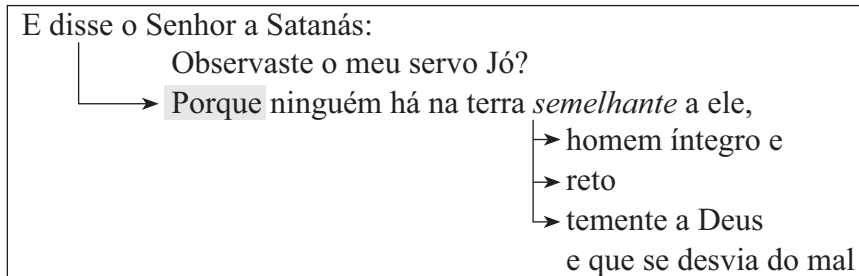 E disse o Senhor a Satanás:
Observaste o meu servo Jó?
Porque ninguém há na terra semelhante a ele,
homem íntegro e
reto
temente a Deus
e que se desvia do mal